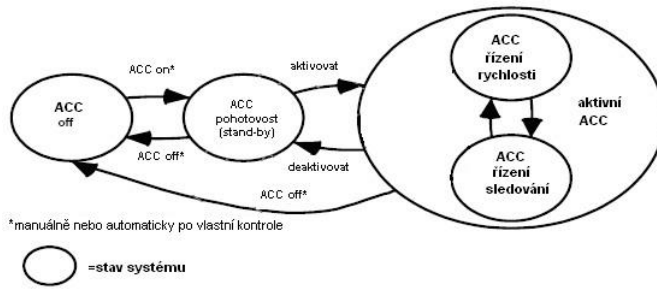 ACC
off
ACC on*
ACC off*
ACC
pohotovost
(stand-by)
aktivovat
deaktivovat
ACC off*
ACC
řízení
rychlosti
ACC
řízení
sledování
aktivní
ACC
*manuálně nebo automaticky po vlastní kontrole
=stav systému